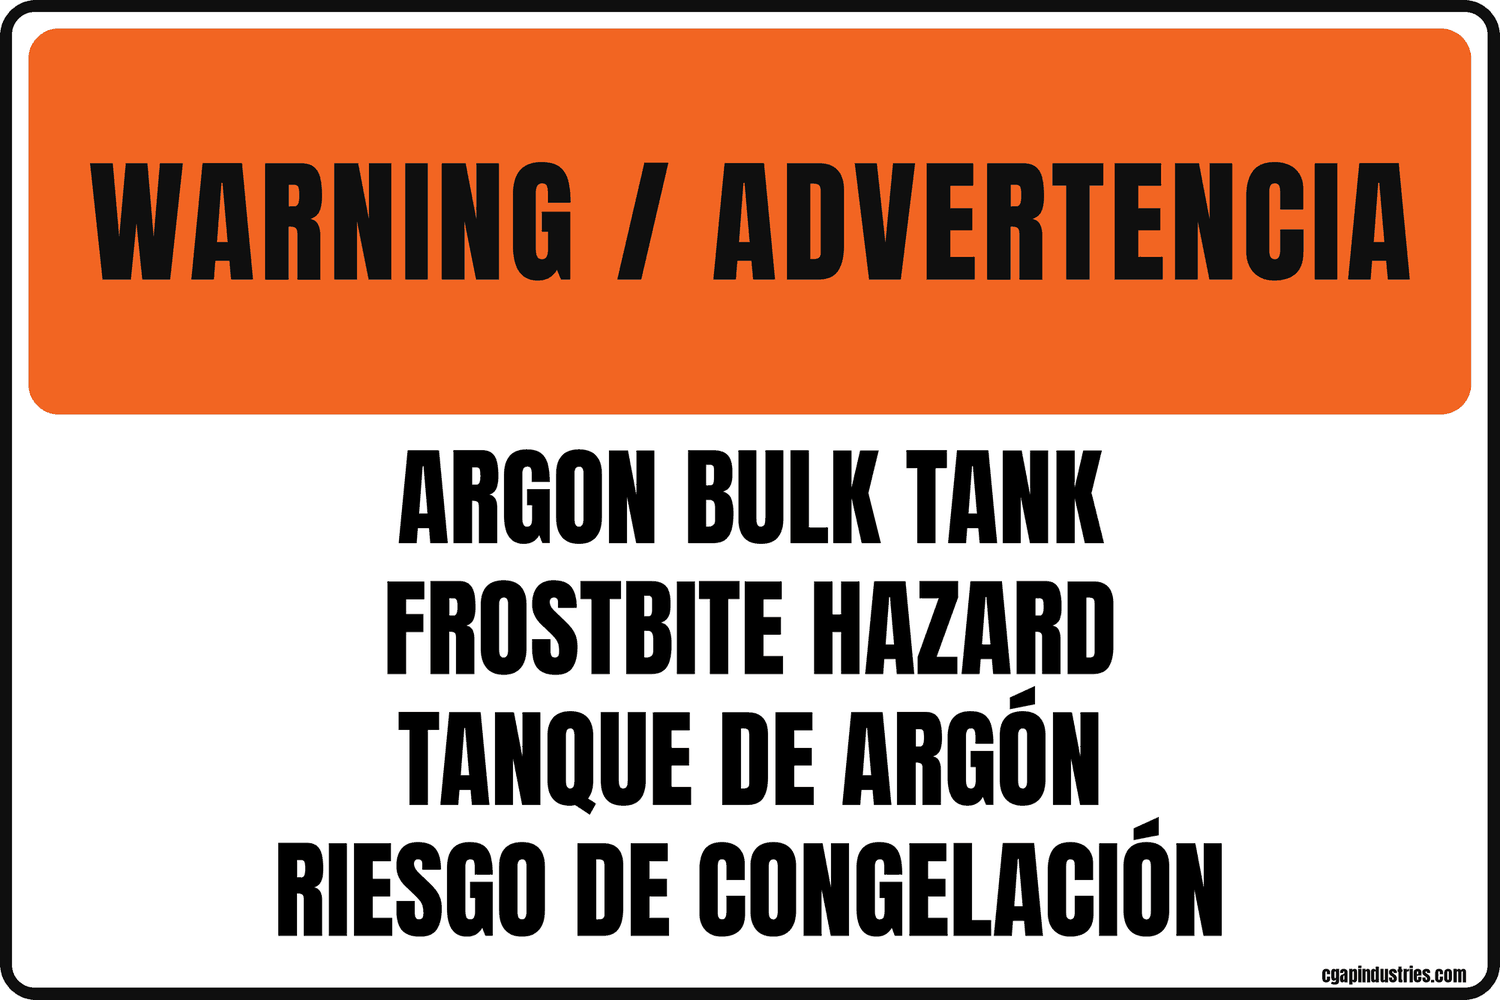 WARNING / ADVERTENCIA
ARGON BULK TANK
FROSTBITE HAZARD
TANQUE DE ARGÓN
RIESGO DE CONGELACIÓN
cgapindustries.com